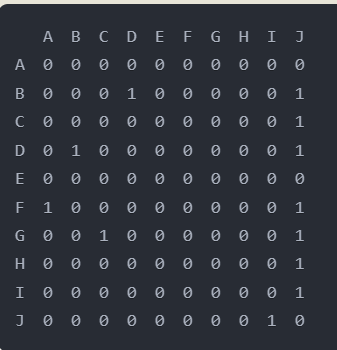 A B C D E F G H I J
A 0 0 0 0 0 0 0 0 0 0
B 0 0 0 1 0 0 0 0 0 1
C 0 0 0 0 0 0 0 0 0 1
D 0 1 0 0 0 0 0 0 0 1
E 0 0 0 0 0 0 0 0 0 0
F 1 0 0 0 0 0 0 0 0 1
G 0 0 1 0 0 0 0 0 0 1
H 0 0 0 0 0 0 0 0 0 1
I 0 0 0 0 0 0 0 0 0 1
J 0 0 0 0 0 0 0 0 1 0